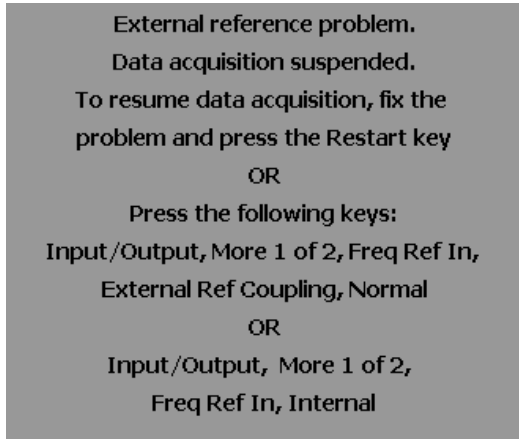 External reference problem.
Data acquisition suspended.
To resume data acquisition, fix the
problem and press the Restart key
OR
Press the following keys:
Input/Output, More 1 of 2, Freq Ref In,
External Ref Coupling, Normal
OR
Input/Output, More 1 of 2,
Freq Ref In, Internal